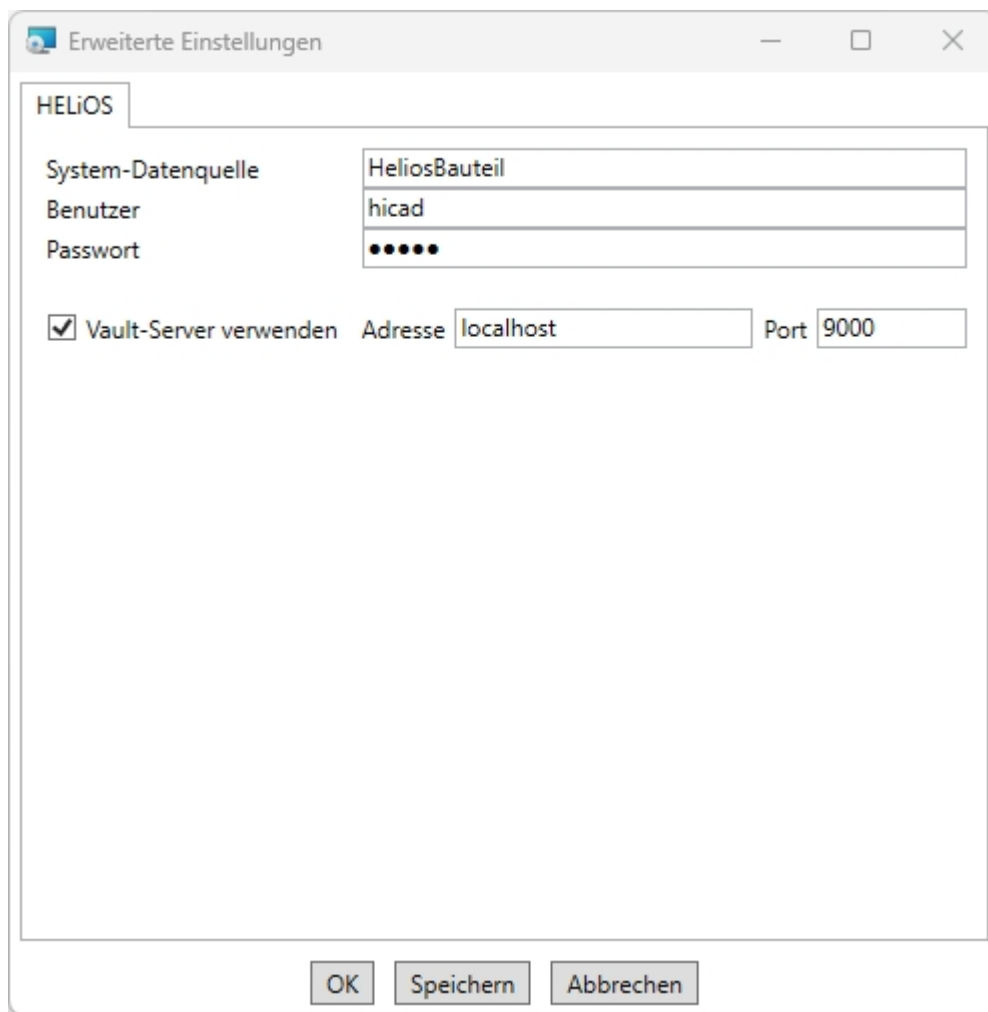 Erweiterte Einstellungen
HELiOS
System-Datenquelle HeliosBauteil
Benutzer hicad
Passwort •••••
Vault-Server verwenden Adresse localhost Port 9000
OK Speichern Abbrechen